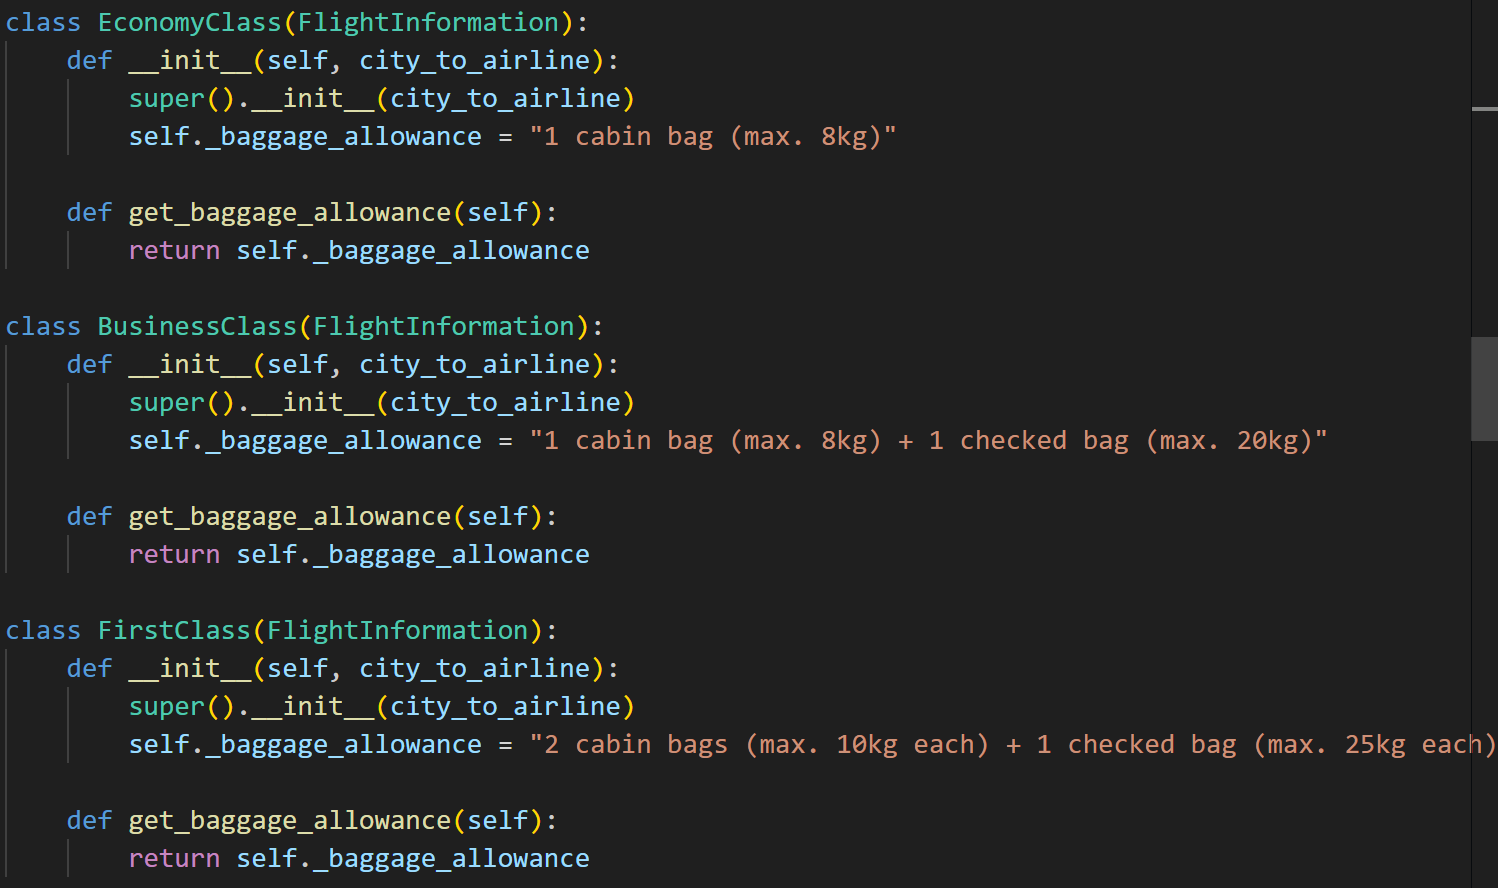 class EconomyClass(FlightInformation):
    def __init__(self, city_to_airline):
        super().__init__(city_to_airline)
        self._baggage_allowance = "1 cabin bag (max. 8kg)"

    def get_baggage_allowance(self):
        return self._baggage_allowance

class BusinessClass(FlightInformation):
    def __init__(self, city_to_airline):
        super().__init__(city_to_airline)
        self._baggage_allowance = "1 cabin bag (max. 8kg) + 1 checked bag (max. 20kg)"

    def get_baggage_allowance(self):
        return self._baggage_allowance

class FirstClass(FlightInformation):
    def __init__(self, city_to_airline):
        super().__init__(city_to_airline)
        self._baggage_allowance = "2 cabin bags (max. 10kg each) + 1 checked bag (max. 25kg each)

    def get_baggage_allowance(self):
        return self._baggage_allowance